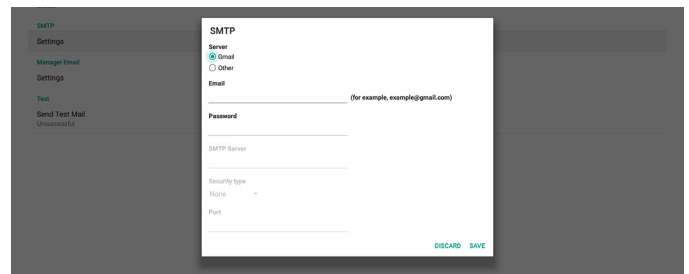 SMTP
Settings
Manager Email
Settings
Test
Send Test Mail
Unsuccessful
SMTP
Server
Gmail
Other
Email
(for example, example@gmail.com)
Password
SMTP Server
Security type
None
Port
DISCARD SAVE